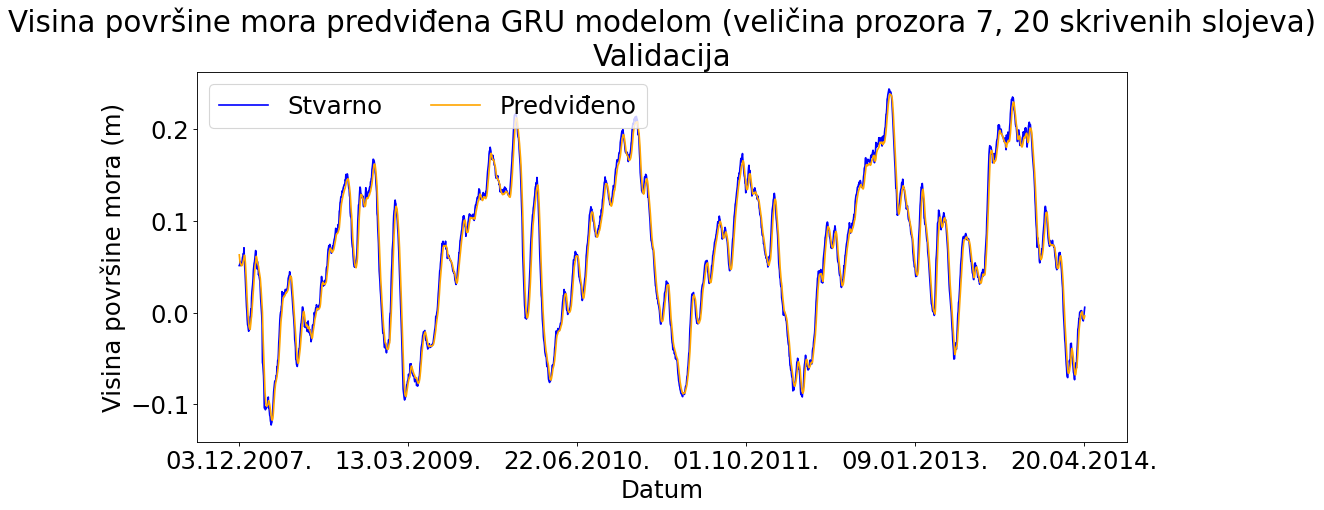 Visina površine mora predviđena GRU modelom (veličina prozora 7, 20 skrivenih slojeva)
Validacija
Stvarno
Predviđeno
Visina površine mora (m)
0.2
0.1
0.0
−0.1
03.12.2007. 13.03.2009. 22.06.2010. 01.10.2011. 09.01.2013. 20.04.2014.
Datum